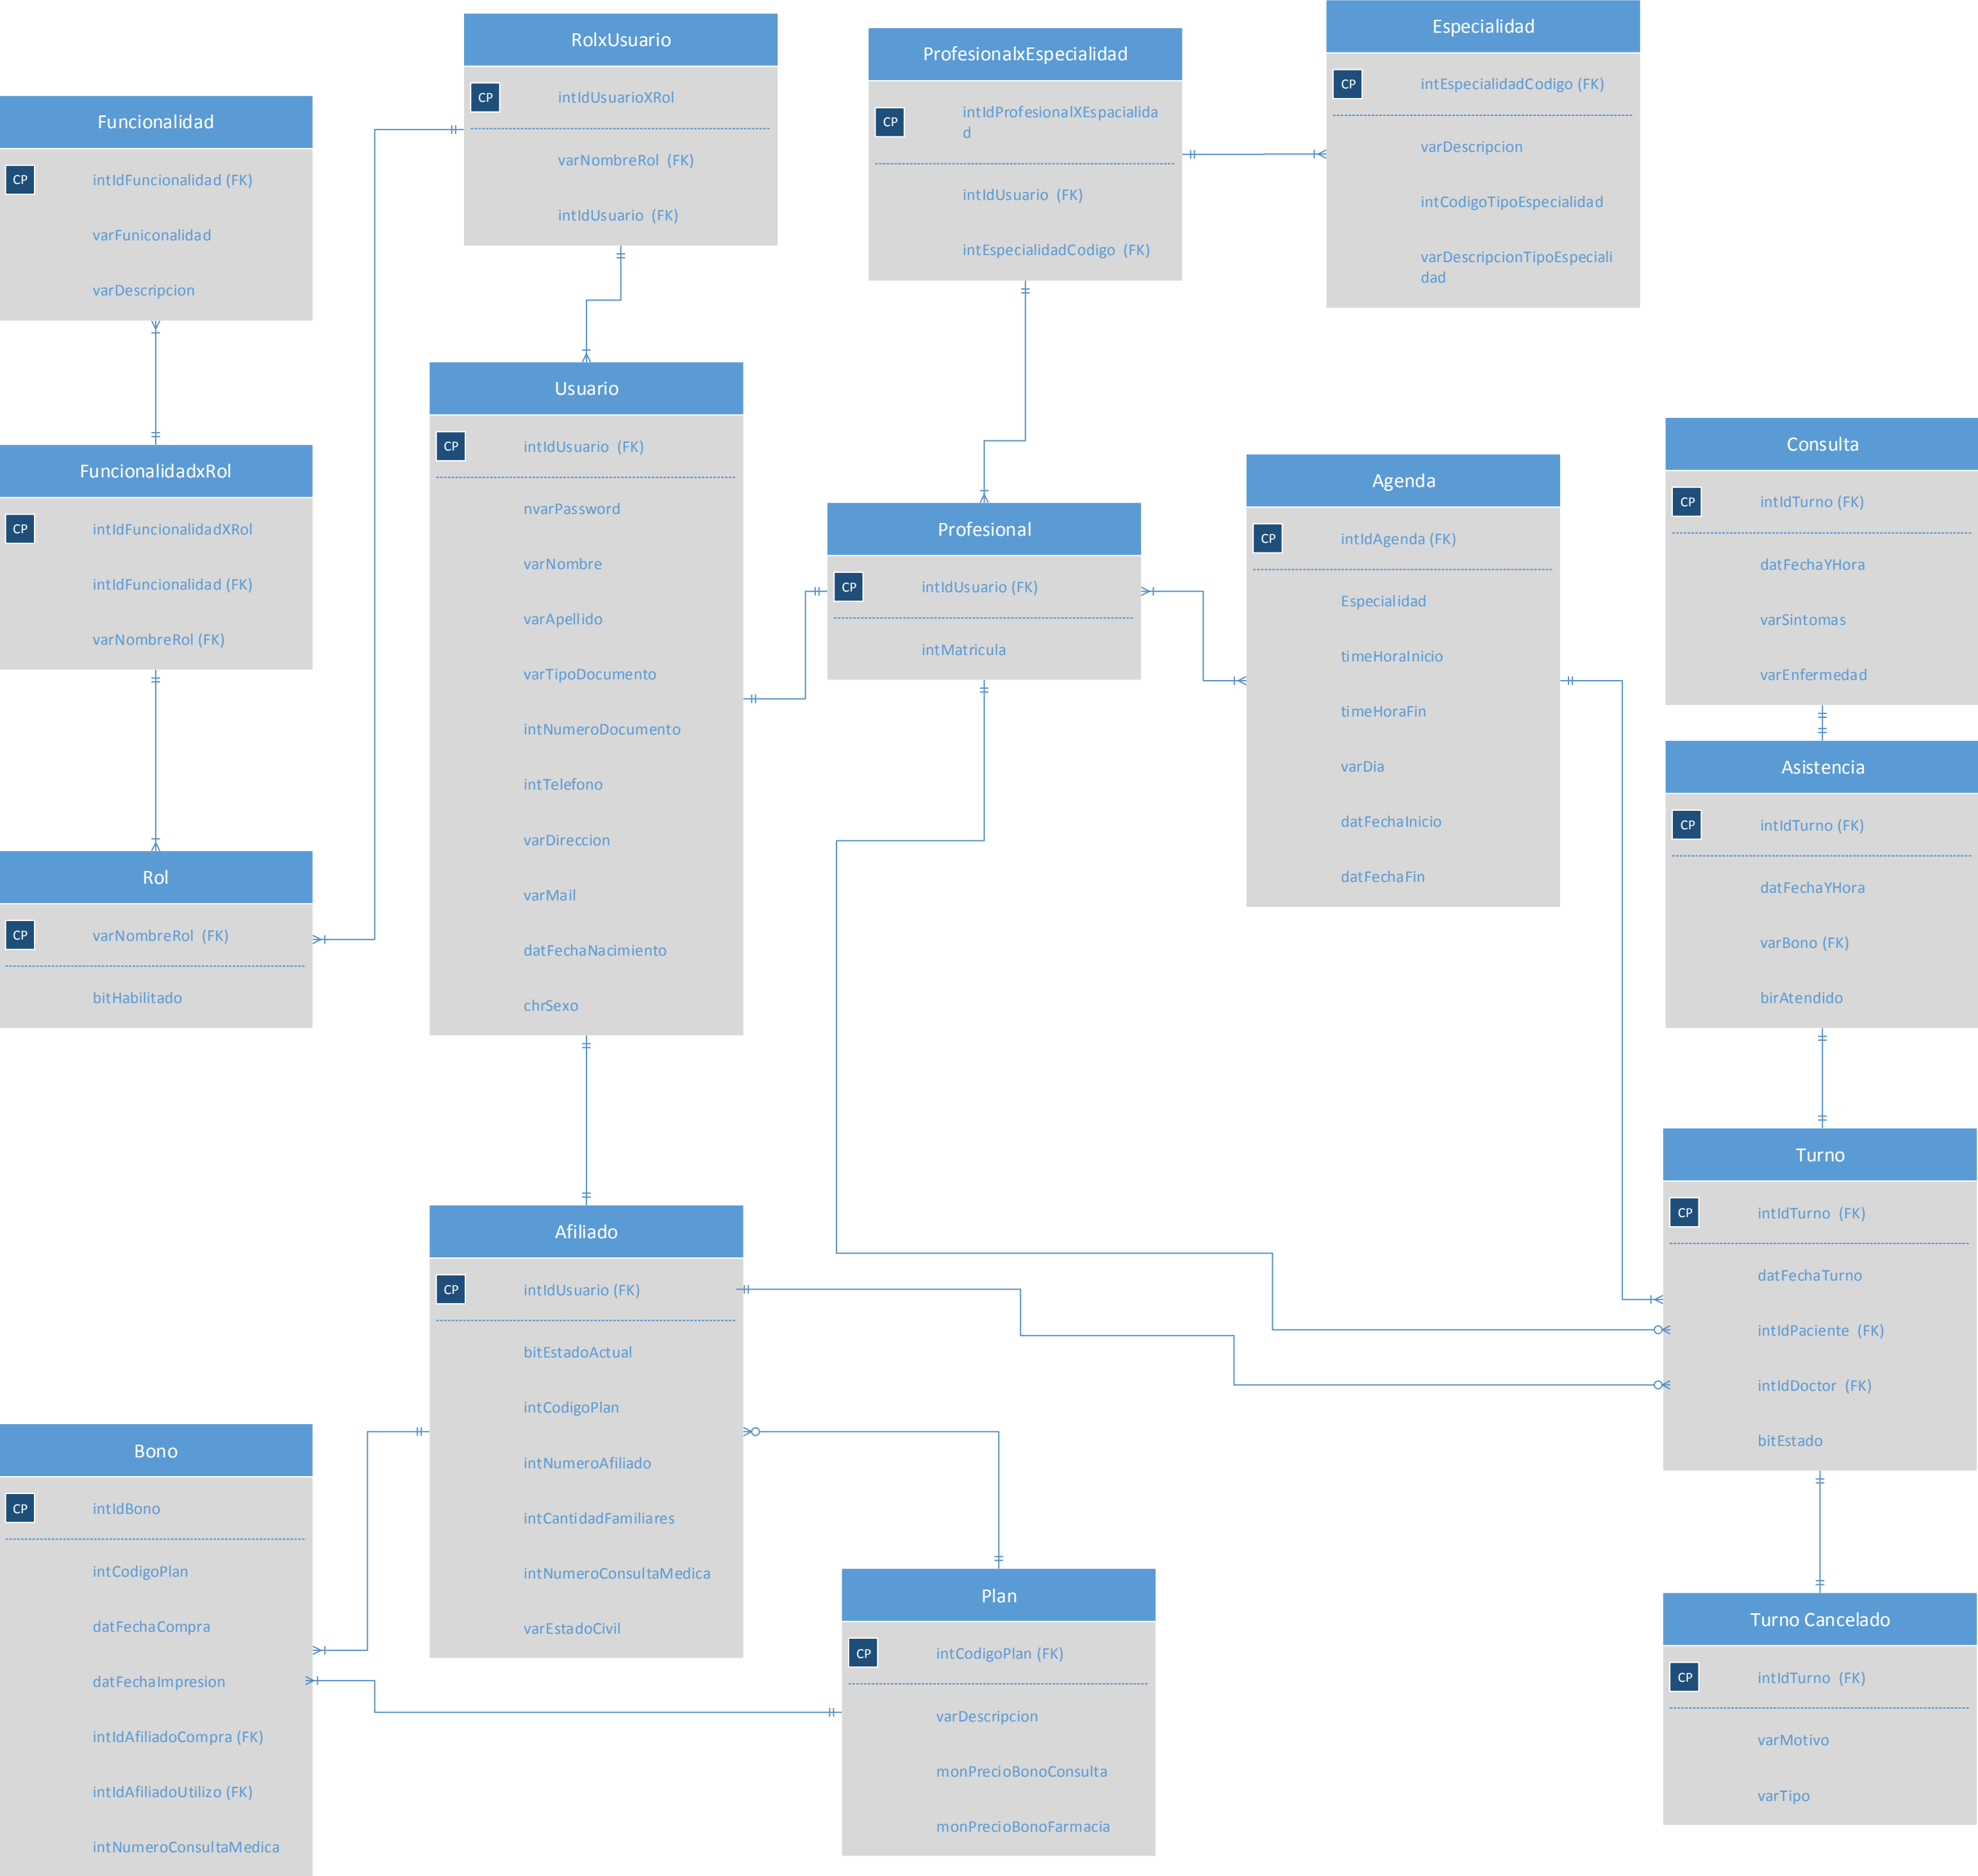 RolxUsuario
CP
intIdUsuarioXRol
varNombreRol (FK)
intIdUsuario (FK)
ProfesionalxEspecialidad
CP
intIdProfesionalXEspacialida
d
intIdUsuario (FK)
intEspecialidadCodigo (FK)
Especialidad
CP
intEspecialidadCodigo (FK)
varDescripcion
intCodigoTipoEspecialidad
varDescripcionTipoEspeciali
dad
Funcionalidad
CP
intIdFuncionalidad (FK)
varFuniconalidad
varDescripcion
FuncionalidadxRol
CP
intIdFuncionalidadXRol
intIdFuncionalidad (FK)
varNombreRol (FK)
Rol
CP
varNombreRol (FK)
bitHabilitado
Usuario
CP
intIdUsuario (FK)
nvarPassword
varNombre
varApellido
varTipoDocumento
intNumeroDocumento
intTelefono
varDireccion
varMail
datFechaNacimiento
chrSexo
Profesional
CP
intIdUsuario (FK)
intMatricula
Agenda
CP
intIdAgenda (FK)
Especialidad
timeHoraInicio
timeHoraFin
varDia
datFechaInicio
datFechaFin
Consulta
CP
intIdTurno (FK)
datFechaYHora
varSintomas
varEnfermedad
Asistencia
CP
intIdTurno (FK)
datFechaYHora
varBono (FK)
birAtendido
Turno
CP
intIdTurno (FK)
datFechaTurno
intIdPaciente (FK)
intIdDoctor (FK)
bitEstado
Afiliado
CP
intIdUsuario (FK)
bitEstadoActual
intCodigoPlan
intNumeroAfiliado
intCantidadFamiliares
intNumeroConsultaMedica
varEstadoCivil
Bono
CP
intIdBono
intCodigoPlan
datFechaCompra
datFechaImpresion
intIdAfiliadoCompra (FK)
intIdAfiliadoUtilizo (FK)
intNumeroConsultaMedica
Plan
CP
intCodigoPlan (FK)
varDescripcion
monPrecioBonoConsulta
monPrecioBonoFarmacia
Turno Cancelado
CP
intIdTurno (FK)
varMotivo
varTipo